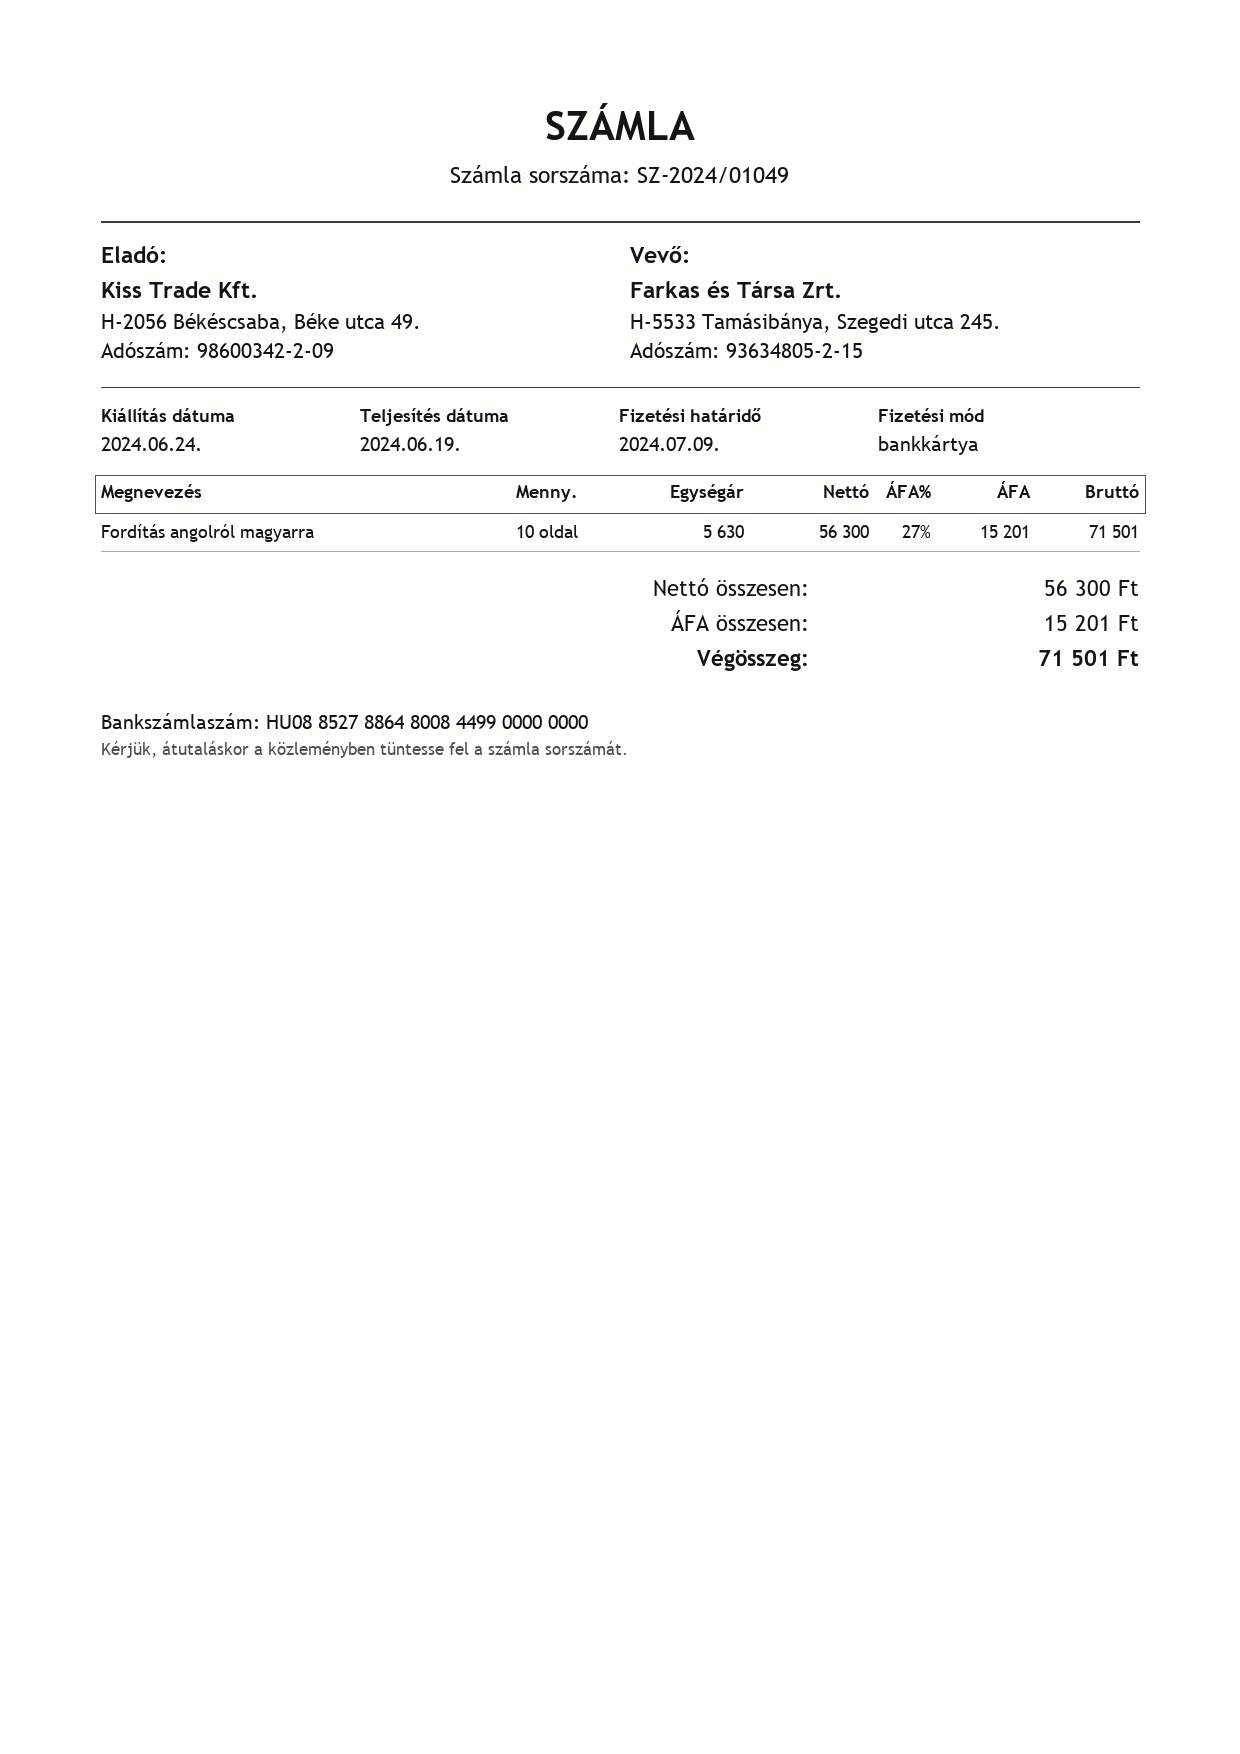 SZÁMLA
Számla sorszáma: SZ-2024/01049
Eladó:
Kiss Trade Kft.
H-2056 Békéscsaba, Béke utca 49.
Adószám: 98600342-2-09
Vevő:
Farkas és Társa Zrt.
H-5533 Tamásibánya, Szegedi utca 245.
Adószám: 93634805-2-15
Kiállítás dátuma Teljesítés dátuma Fizetési határidő Fizetési mód
2024.06.24. 2024.06.19. 2024.07.09. bankkártya
Megnevezés Menny. Egységár Nettó ÁFA% ÁFA Bruttó
Fordítás angolról magyarra 10 oldal 5 630 56 300 27% 15 201 71 501
Nettó összesen: 56 300 Ft
ÁFA összesen: 15 201 Ft
Végösszeg: 71 501 Ft
Bankszámlaszám: HU08 8527 8864 8008 4499 0000 0000
Kérjük, átutaláskor a közleményben tüntesse fel a számla sorszámát.